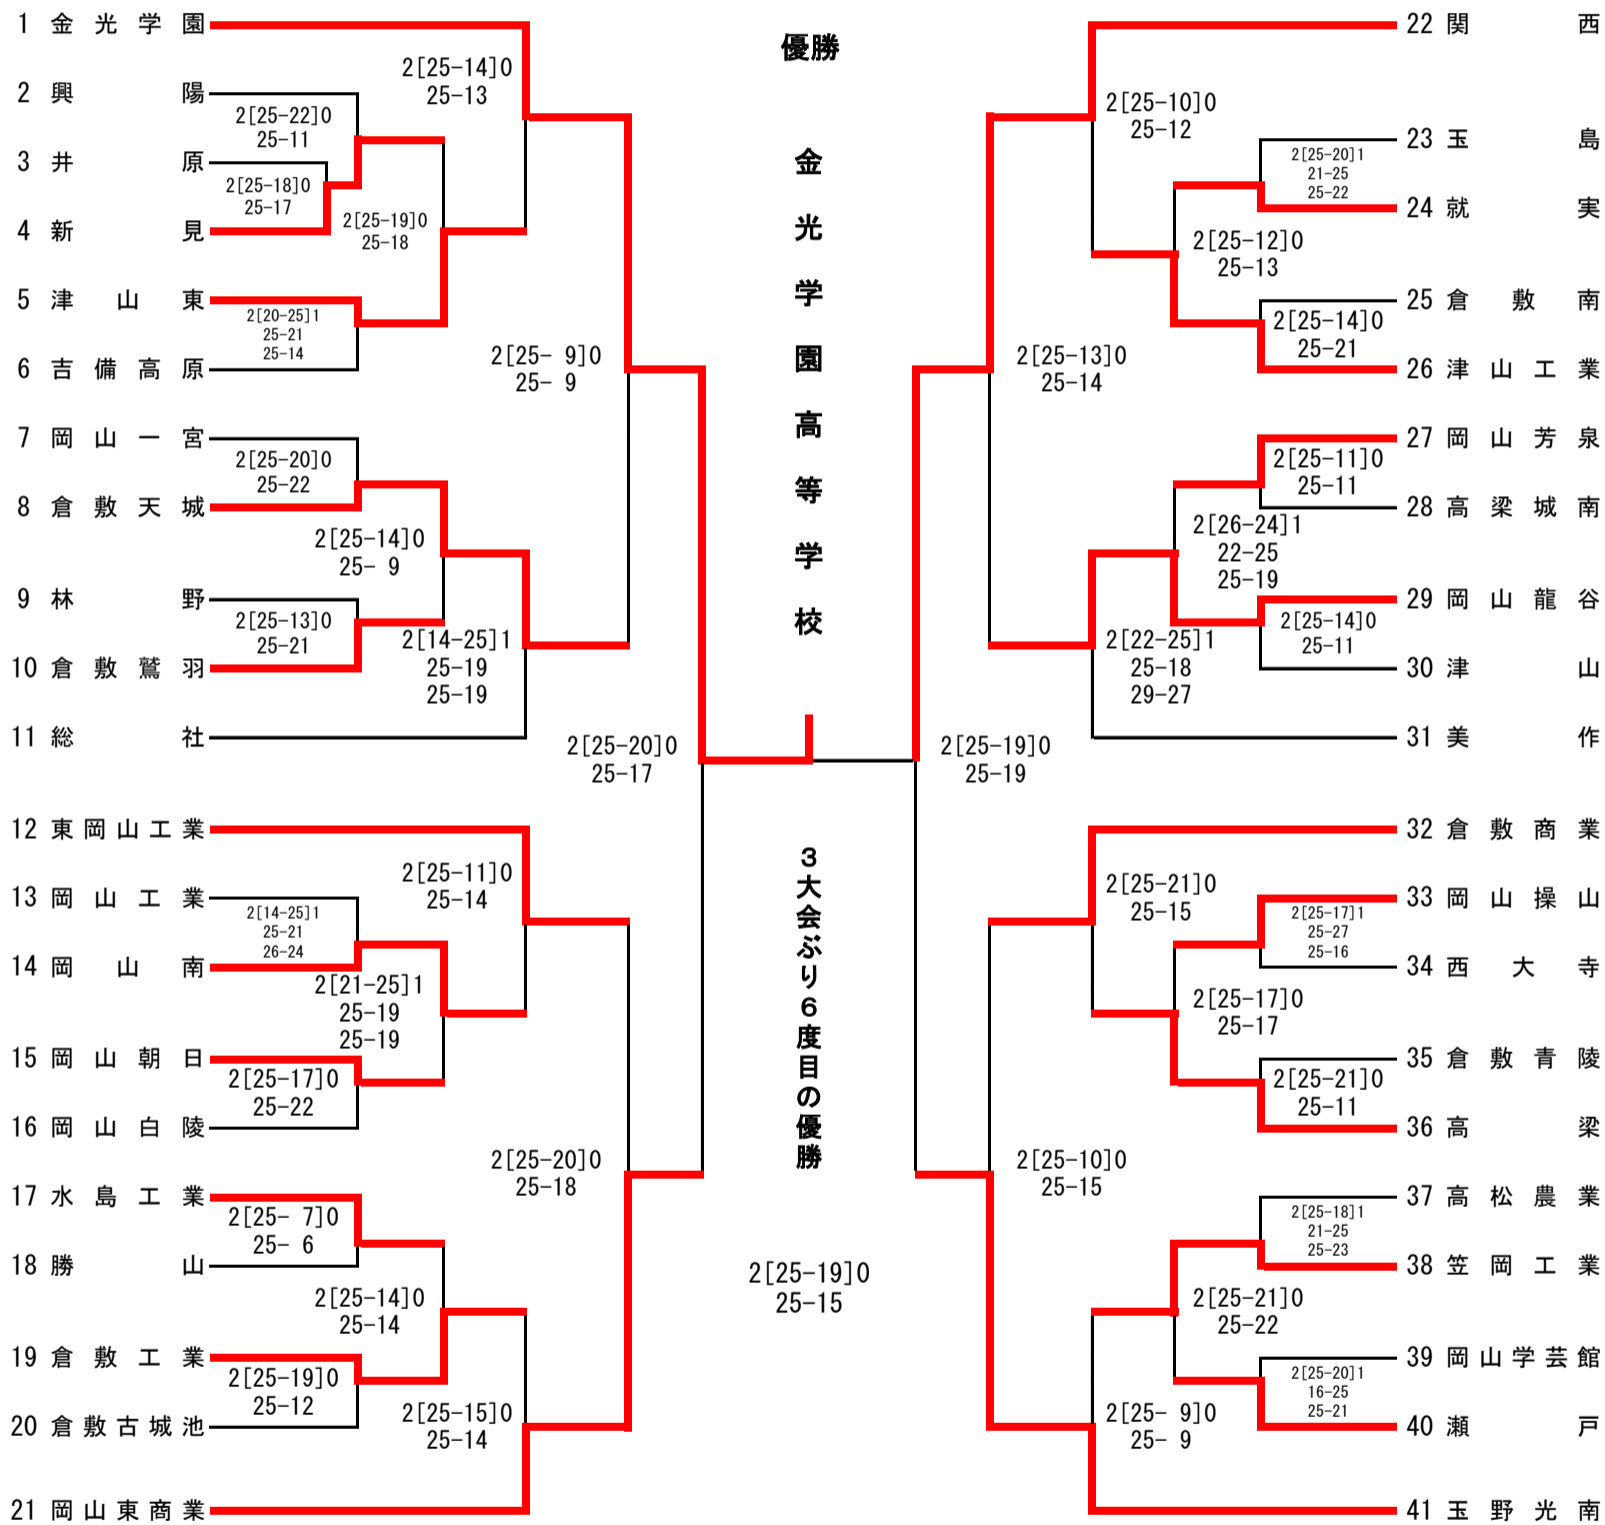 優勝
金光学園高等学校
3大会ぶり6度目の優勝
1 金光学園
2 興陽
3 井原
4 新見
5 津山東
6 吉備高原
7 岡山一宮
8 倉敷天城
9 林野
10 倉敷鷲羽
11 総社
12 東岡山工業
13 岡山工業
14 岡山南
15 岡山朝日
16 岡山白陵
17 水島工業
18 勝山
19 倉敷工業
20 倉敷古城池
21 岡山東商業
2[25-14]0
25-13
2[25-22]0
25-11
2[25-18]0
25-17
2[25-19]0
25-18
2[20-25]1
25-21
25-14
2[25- 9]0
25- 9
2[25-20]0
25-22
2[25-14]0
25- 9
2[25-13]0
25-21
2[14-25]1
25-19
25-19
2[25-20]0
25-17
2[25-11]0
25-14
2[14-25]1
25-21
26-24
2[21-25]1
25-19
25-19
2[25-17]0
25-22
2[25-20]0
25-18
2[25- 7]0
25- 6
2[25-14]0
25-14
2[25-19]0
25-12
2[25-15]0
25-14
2[25-19]0
25-15
22 関西
23 玉島
24 就実
25 倉敷南
26 津山工業
27 岡山芳泉
28 高梁城南
29 岡山龍谷
30 津山
31 美作
32 倉敷商業
33 岡山操山
34 西大寺
35 倉敷青陵
36 高梁
37 高松農業
38 笠岡工業
39 岡山学芸館
40 瀬戸
41 玉野光南
2[25-10]0
25-12
2[25-20]1
21-25
25-22
2[25-12]0
25-13
2[25-14]0
25-21
2[25-13]0
25-14
2[25-11]0
25-11
2[26-24]1
22-25
25-19
2[25-14]0
25-11
2[22-25]1
25-18
29-27
2[25-19]0
25-19
2[25-21]0
25-15
2[25-17]1
25-27
25-16
2[25-17]0
25-17
2[25-21]0
25-11
2[25-10]0
25-15
2[25-18]1
21-25
25-23
2[25-21]0
25-22
2[25-20]1
16-25
25-21
2[25- 9]0
25- 9